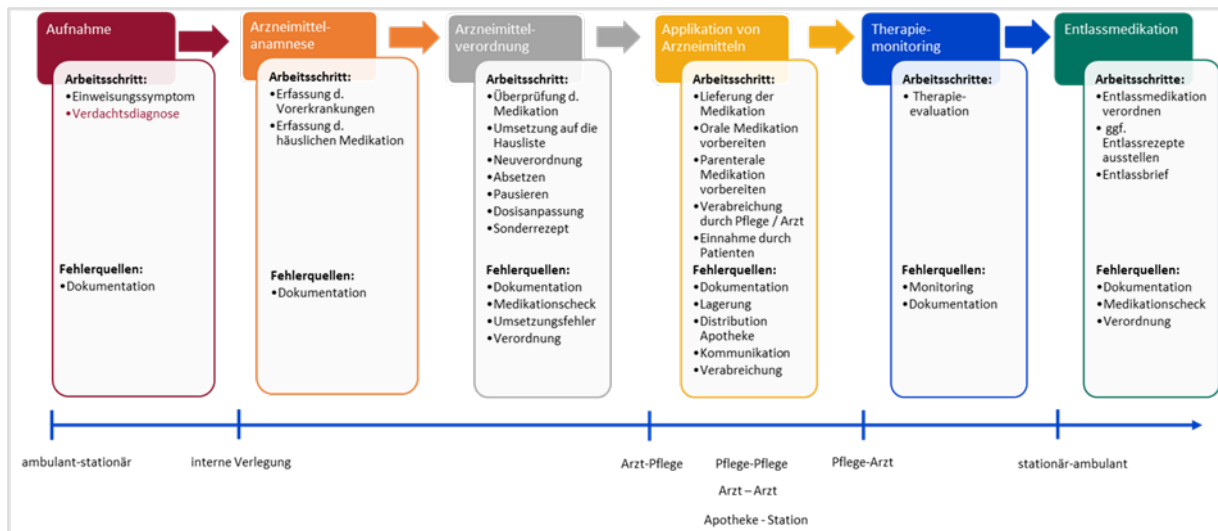 Aufnahme
Arbeitsschritt:
•Einweisungssymptom
•Verdachtsdiagnose
Fehlerquellen:
• Dokumentation
Arzneimittel-
anamnese
Arbeitsschritt:
•Erfassung d.
Vorerkrankungen
•Erfassung d.
häuslichen Medikation
Fehlerquellen:
• Dokumentation
Arzneimittel-
verordnung
Arbeitsschritt:
•Überprüfung d.
Medikation
•Umsetzung auf die
Hausliste
•Neuverordnung
•Absetzen
•Pausieren
•Dosisanpassung
•Sonderrezept
Fehlerquellen:
•Dokumentation
•Medikationscheck
•Umsetzungsfehler
•Verordnung
Applikation von
Arzneimitteln
Arbeitsschritt:
•Lieferung der
Medikation
•Orale Medikation
vorbereiten
•Parenterale
Medikation
vorbereiten
•Verabreichung
durch Pflege / Arzt
•Einnahme durch
Patienten
Fehlerquellen:
•Dokumentation
•Lagerung
•Distribution
Apotheke
•Kommunikation
•Verabreichung
Therapie-
monitoring
Arbeitsschritte:
• Therapie-
evaluation
Fehlerquellen:
•Monitoring
•Dokumentation
Entlassmedikation
Arbeitsschritte:
•Entlassmedikation
verordnen
• ggf.
Entlassrezepte
ausstellen
•Entlassbrief
Fehlerquellen:
•Dokumentation
•Medikationscheck
•Verordnung
ambulant-stationär
interne Verlegung
Arzt-Pflege
Pflege-Pflege
Arzt – Arzt
Apotheke - Station
Pflege-Arzt
stationär-ambulant